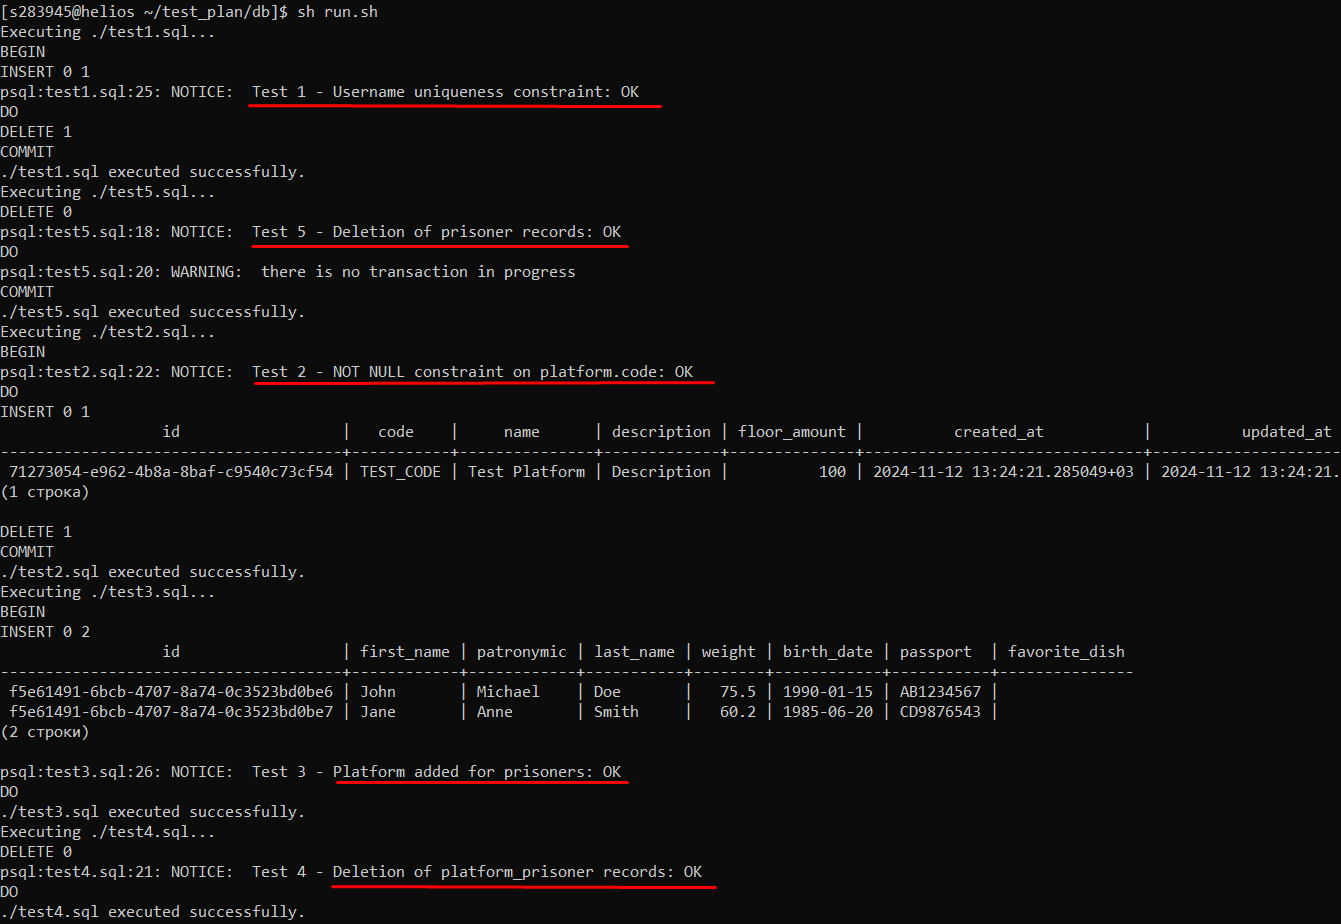 [s283945@helios ~/test_plan/db]$ sh run.sh
Executing ./test1.sql...
BEGIN
INSERT 0 1
psql:test1.sql:25: NOTICE:  Test 1 - Username uniqueness constraint: OK
DO
DELETE 1
COMMIT
./test1.sql executed successfully.
Executing ./test5.sql...
DELETE 0
psql:test5.sql:18: NOTICE:  Test 5 - Deletion of prisoner records: OK
DO
psql:test5.sql:20: WARNING:  there is no transaction in progress
COMMIT
./test5.sql executed successfully.
Executing ./test2.sql...
BEGIN
psql:test2.sql:22: NOTICE:  Test 2 - NOT NULL constraint on platform.code: OK
DO
INSERT 0 1
                  id                  |   code    |     name      | description | floor_amount |          created_at           |          updated_at
--------------------------------------+-----------+---------------+-------------+--------------+-------------------------------+---------------------
 71273054-e962-4b8a-8baf-c9540c73cf54 | TEST_CODE | Test Platform | Description |          100 | 2024-11-12 13:24:21.285049+03 | 2024-11-12 13:24:21.
(1 строка)
DELETE 1
COMMIT
./test2.sql executed successfully.
Executing ./test3.sql...
BEGIN
INSERT 0 2
                  id                  | first_name | patronymic | last_name | weight | birth_date | passport  | favorite_dish
--------------------------------------+------------+------------+-----------+--------+------------+-----------+---------------
 f5e61491-6bcb-4707-8a74-0c3523bd0be6 | John       | Michael    | Doe       |   75.5 | 1990-01-15 | AB1234567 |
 f5e61491-6bcb-4707-8a74-0c3523bd0be7 | Jane       | Anne       | Smith     |   60.2 | 1985-06-20 | CD9876543 |
(2 строки)
psql:test3.sql:26: NOTICE:  Test 3 - Platform added for prisoners: OK
DO
./test3.sql executed successfully.
Executing ./test4.sql...
DELETE 0
psql:test4.sql:21: NOTICE:  Test 4 - Deletion of platform_prisoner records: OK
DO
./test4.sql executed successfully.